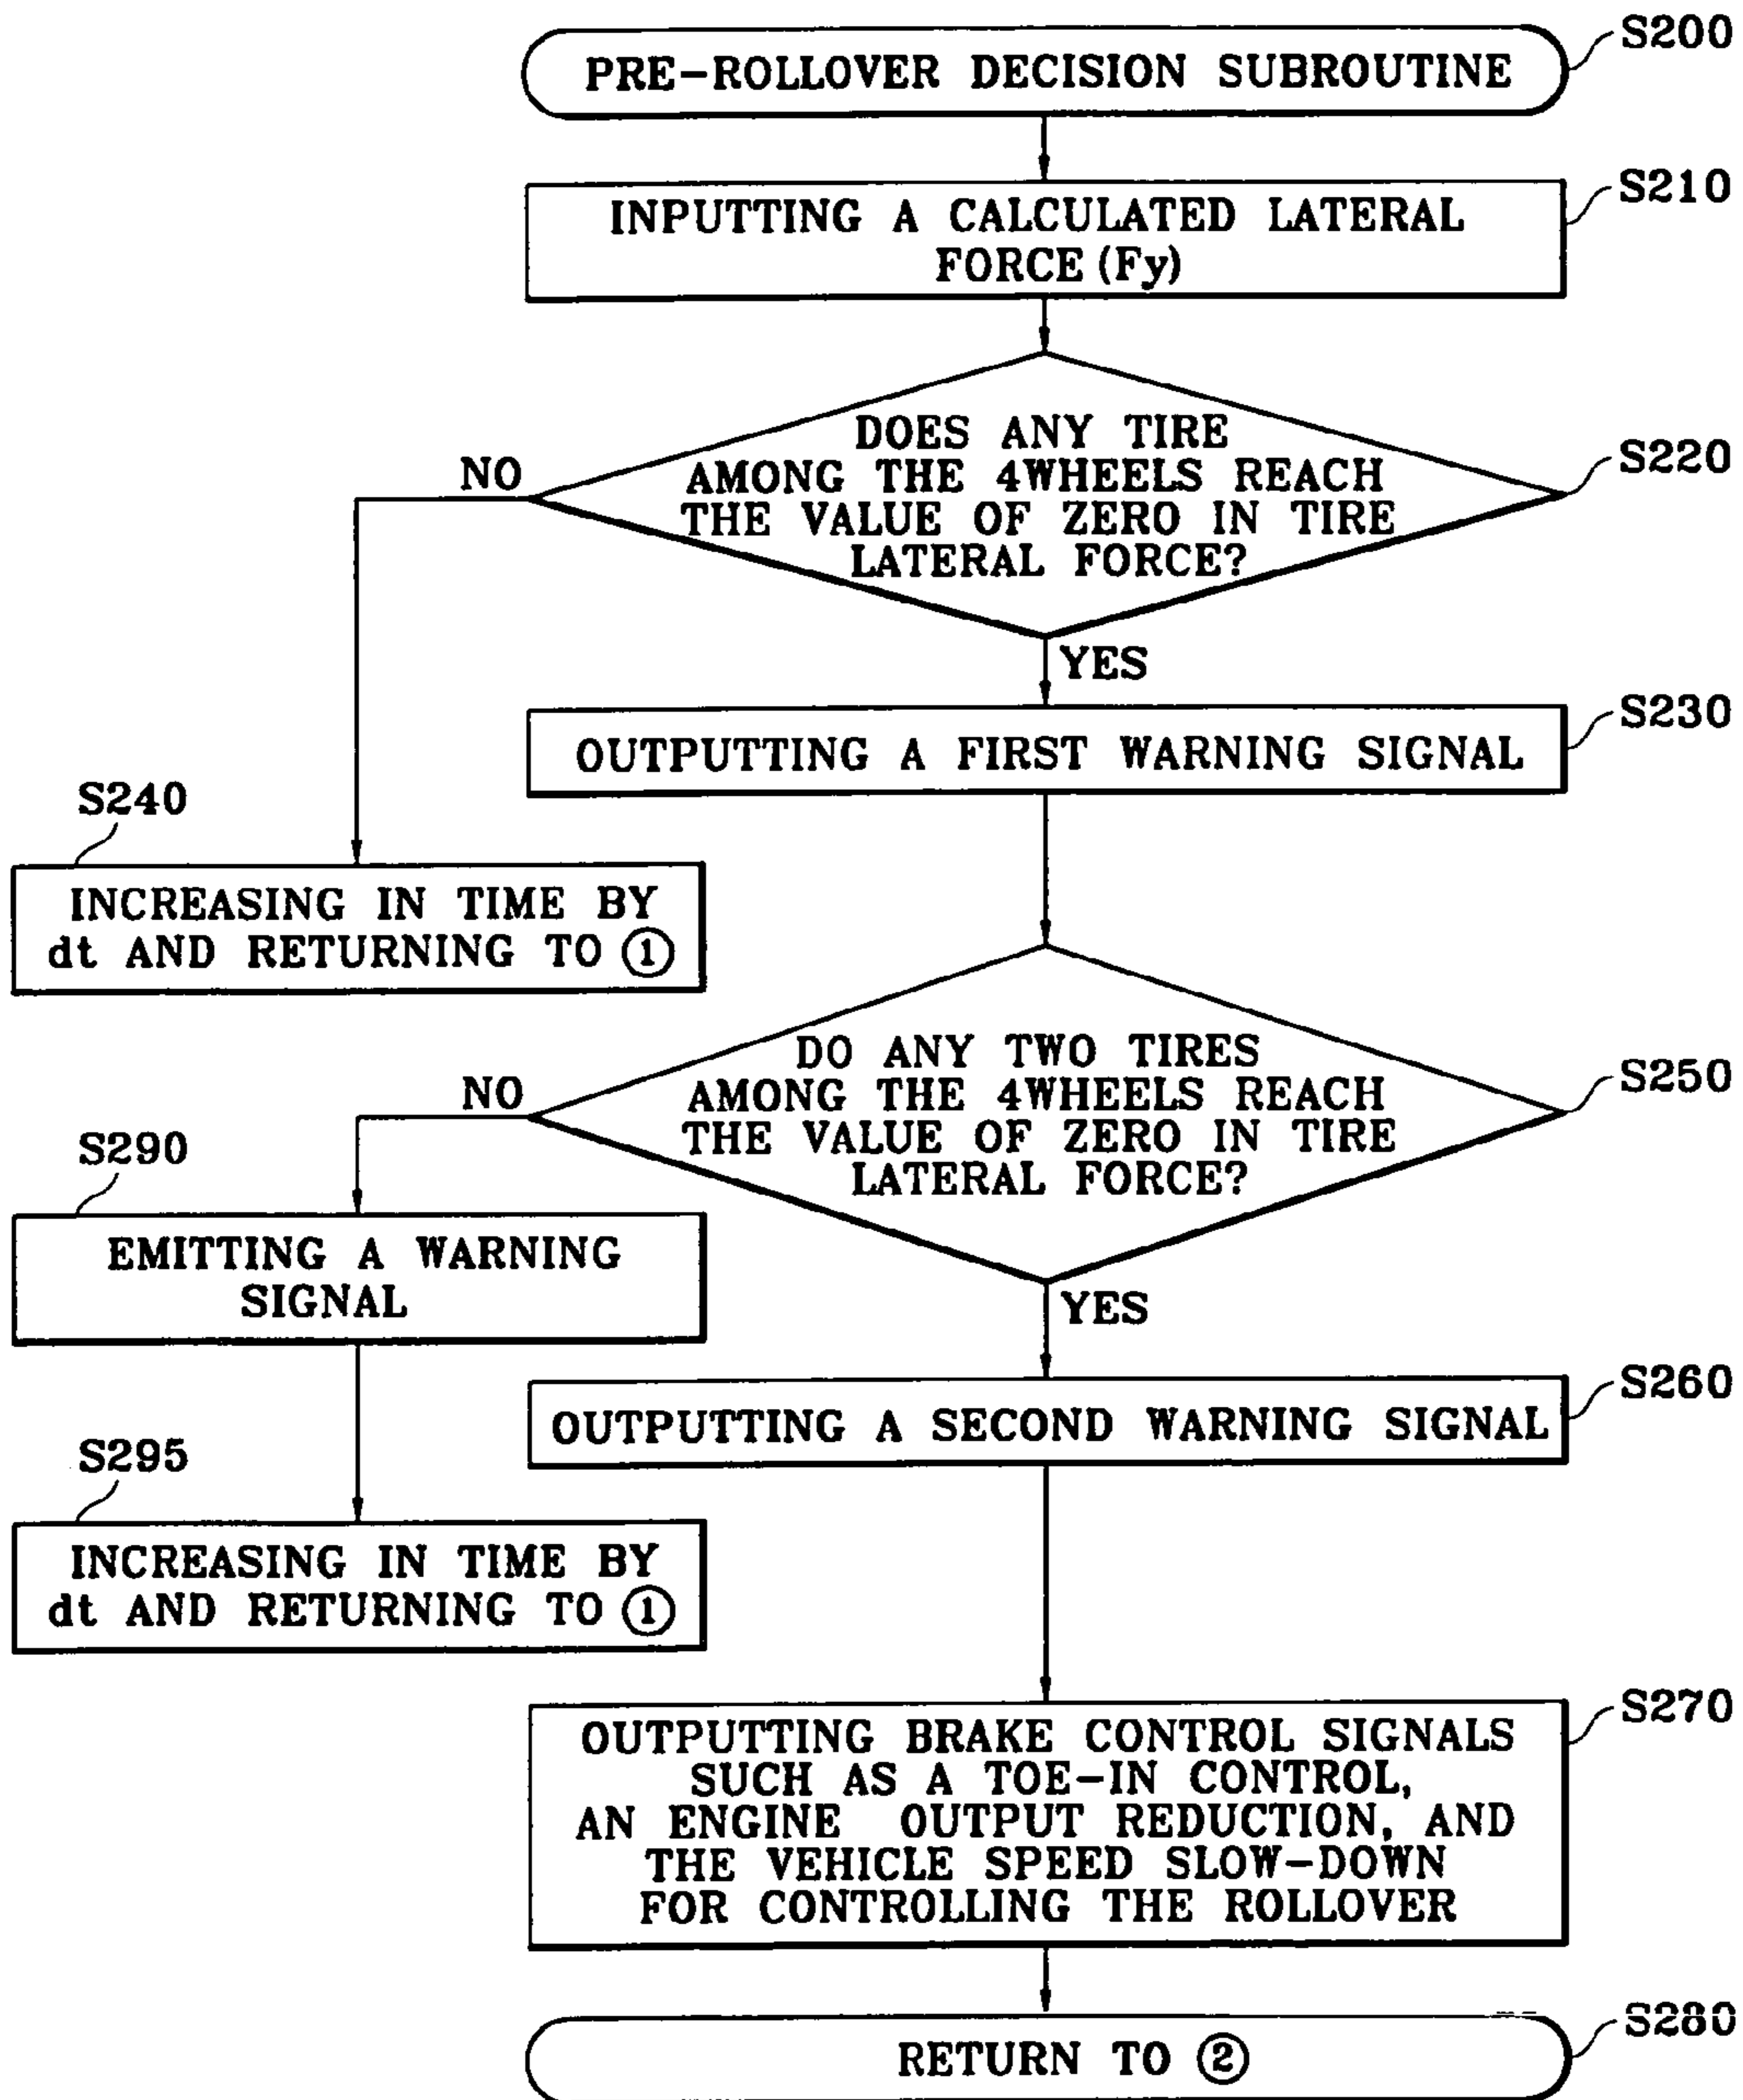 PRE-ROLLOVER DECISION SUBROUTINE
S200
INPUTTING A CALCULATED LATERAL
FORCE (Fy)
S210
DOES ANY TIRE
AMONG THE 4WHEELS REACH
THE VALUE OF ZERO IN TIRE
LATERAL FORCE?
S220
NO
YES
OUTPUTTING A FIRST WARNING SIGNAL
S230
S240
INCREASING IN TIME BY
dt AND RETURNING TO ①
DO ANY TWO TIRES
AMONG THE 4WHEELS REACH
THE VALUE OF ZERO IN TIRE
LATERAL FORCE?
S250
NO
YES
S290
EMITTING A WARNING
SIGNAL
OUTPUTTING A SECOND WARNING SIGNAL
S260
S295
INCREASING IN TIME BY
dt AND RETURNING TO ①
OUTPUTTING BRAKE CONTROL SIGNALS
SUCH AS A TOE-IN CONTROL,
AN ENGINE OUTPUT REDUCTION, AND
THE VEHICLE SPEED SLOW-DOWN
FOR CONTROLLING THE ROLLOVER
S270
RETURN TO ②
S280